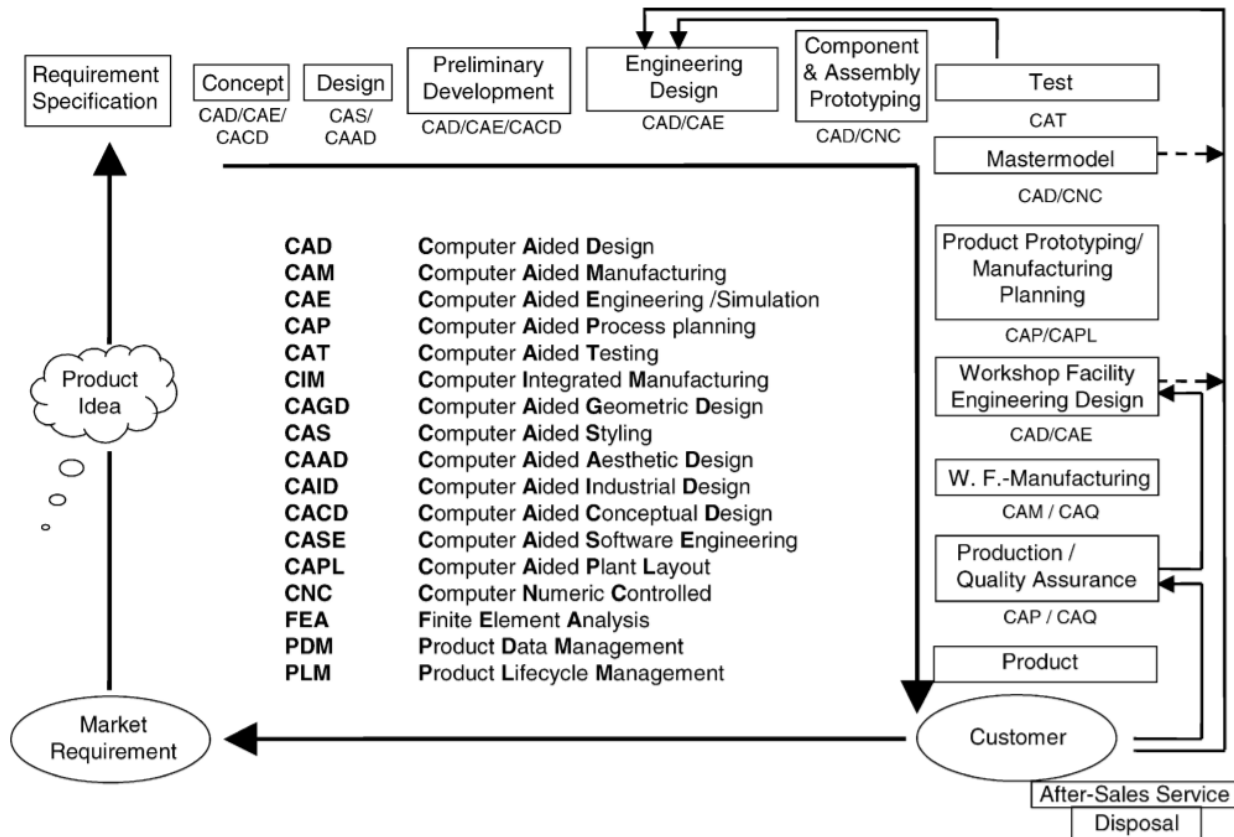 Requirement
Specification
Concept
CAD/CAE/
CACD
Design
CAS/
CAAD
Preliminary
Development
CAD/CAE/CACD
Engineering
Design
CAD/CAE
Component
& Assembly
Prototyping
CAD/CNC
Test
CAT
Mastermodel
CAD/CNC
Product Prototyping/
Manufacturing
Planning
CAP/CAPL
Workshop Facility
Engineering Design
CAD/CAE
W. F.-Manufacturing
CAM / CAQ
Production /
Quality Assurance
CAP / CAQ
Product
Customer
After-Sales Service
Disposal
Market
Requirement
Product
Idea
CAD Computer Aided Design
CAM Computer Aided Manufacturing
CAE Computer Aided Engineering /Simulation
CAP Computer Aided Process planning
CAT Computer Aided Testing
CIM Computer Integrated Manufacturing
CAGD Computer Aided Geometric Design
CAS Computer Aided Styling
CAAD Computer Aided Aesthetic Design
CAID Computer Aided Industrial Design
CACD Computer Aided Conceptual Design
CASE Computer Aided Software Engineering
CAPL Computer Aided Plant Layout
CNC Computer Numeric Controlled
FEA Finite Element Analysis
PDM Product Data Management
PLM Product Lifecycle Management